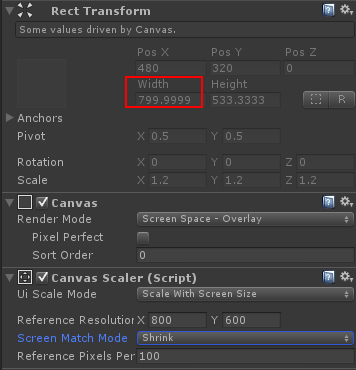 Rect Transform
Some values driven by Canvas.
Pos X Pos Y Pos Z
480 320 0
Width Height
799.9999 533.3333
R
Anchors
Pivot X 0.5 Y 0.5
Rotation X 0 Y 0 Z 0
Scale X 1.2 Y 1.2 Z 1.2
Canvas
Render Mode Screen Space - Overlay
Pixel Perfect
Sort Order 0
Canvas Scaler (Script)
Ui Scale Mode Scale With Screen Size
Reference Resolution X 800 Y 600
Screen Match Mode Shrink
Reference Pixels Per 100